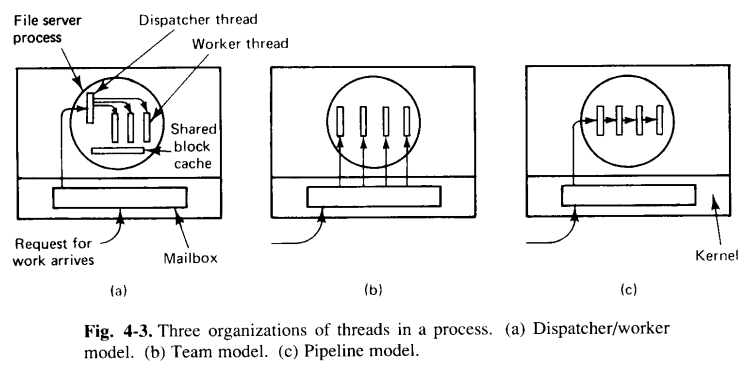 File server
process
Dispatcher thread
Worker thread
Shared
block
cache
Request for
work arrives
Mailbox
Kernel
(a)
(b)
(c)
Fig. 4-3. Three organizations of threads in a process. (a) Dispatcher/worker
model. (b) Team model. (c) Pipeline model.